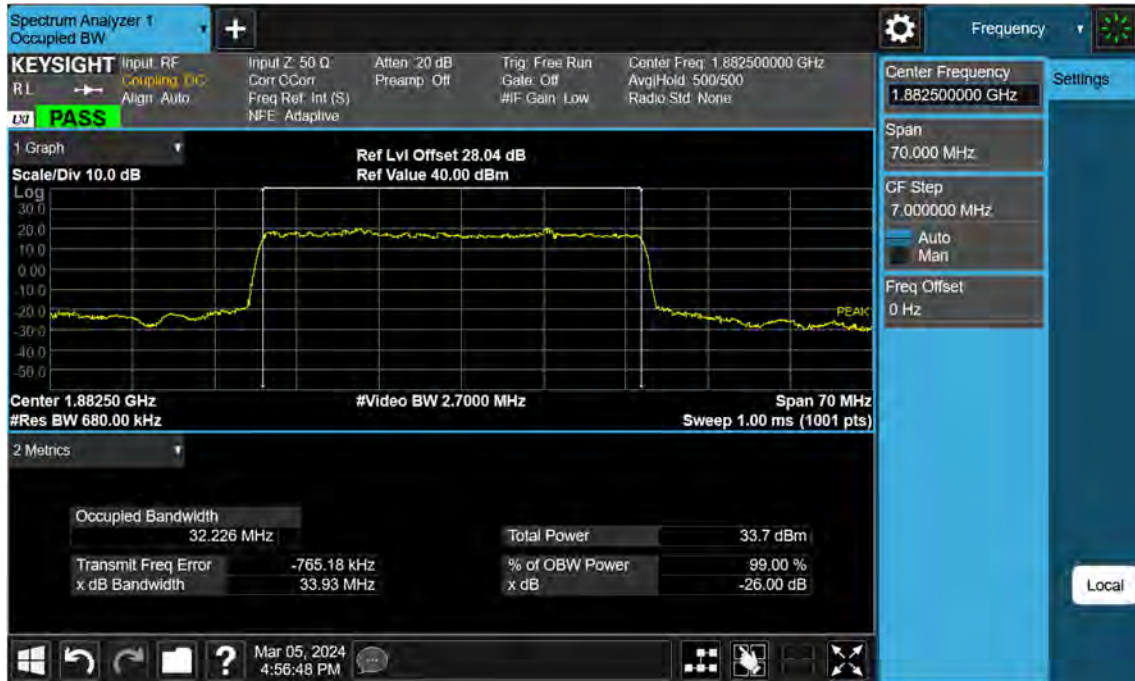 Spectrum Analyzer 1
Occupied BW
+
Frequency
KEYSIGHT
RL
LXI
PASS
Input: RF
Coupling: DC
Align: Auto
Input Z: 50 Ω
Corr CCorr
Freq Ref: Int (S)
NFE: Adaptive
Atten: 20 dB
Preamp: Off
Trig: Free Run
Gate: Off
#IF Gain: Low
Center Freq: 1.882500000 GHz
Avg|Hold: 500/500
Radio Std: None
Center Frequency
1.882500000 GHz
Settings
Span
70.000 MHz
CF Step
7.000000 MHz
Auto
Man
Freq Offset
0 Hz
1 Graph
Scale/Div 10.0 dB
Ref Lvl Offset 28.04 dB
Ref Value 40.00 dBm
Log
30.0
20.0
10.0
0.00
-10.0
-20.0
-30.0
-40.0
-50.0
PEAK
Center 1.88250 GHz
#Video BW 2.7000 MHz
Span 70 MHz
#Res BW 680.00 kHz
Sweep 1.00 ms (1001 pts)
2 Metrics
Occupied Bandwidth
32.226 MHz
Total Power 33.7 dBm
Transmit Freq Error -765.18 kHz
% of OBW Power 99.00 %
x dB Bandwidth 33.93 MHz
x dB -26.00 dB
Local
?
Mar 05, 2024
4:56:48 PM